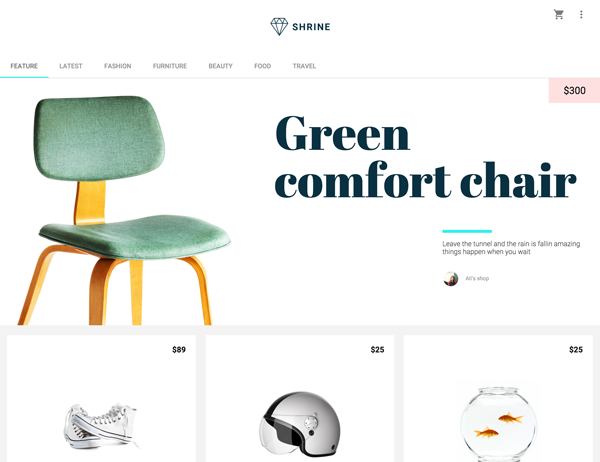 SHRINE
FEATURE LATEST FASHION FURNITURE BEAUTY FOOD TRAVEL
$300
Green
comfort chair
Leave the tunnel and the rain is fallin amazing
things happen when you wait
Ali's shop
$89 $25 $25